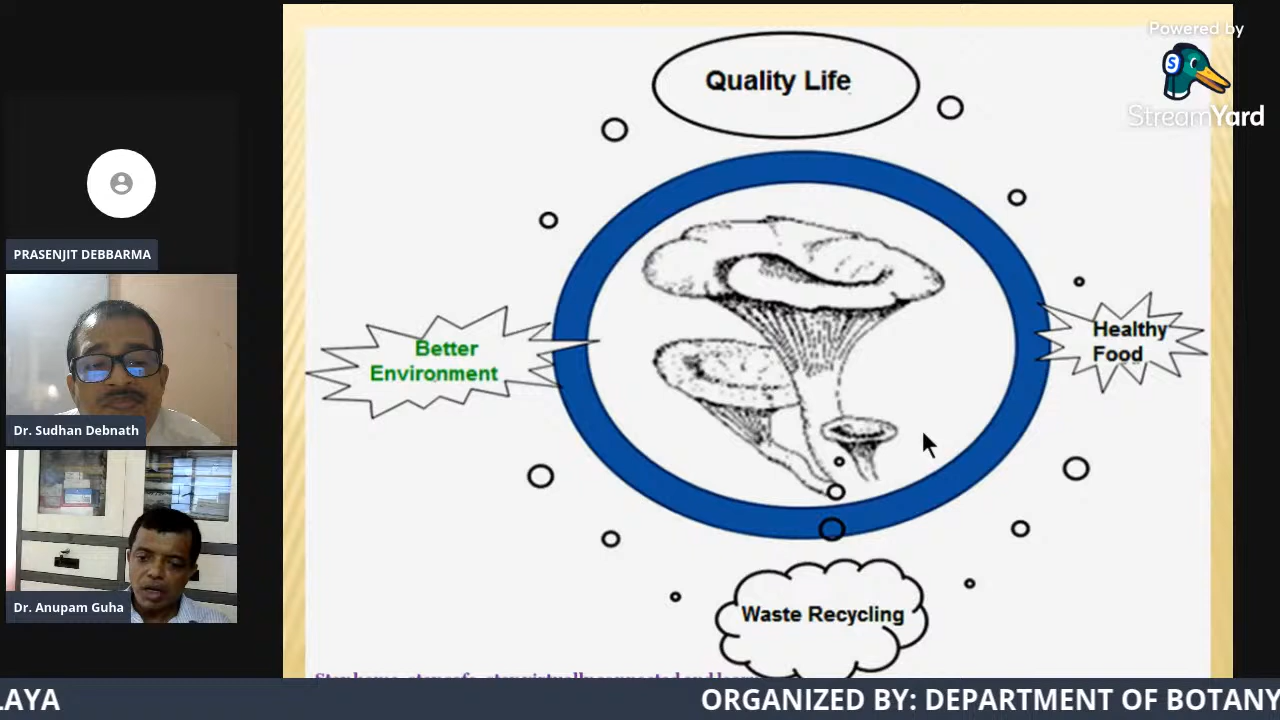 Powered by
StreamYard
Quality Life
PRASENJIT DEBBARMA
Better
Environment
Healthy
Food
Dr. Sudhan Debnath
Dr. Anupam Guha
Waste Recycling
LAYA
ORGANIZED BY: DEPARTMENT OF BOTANY